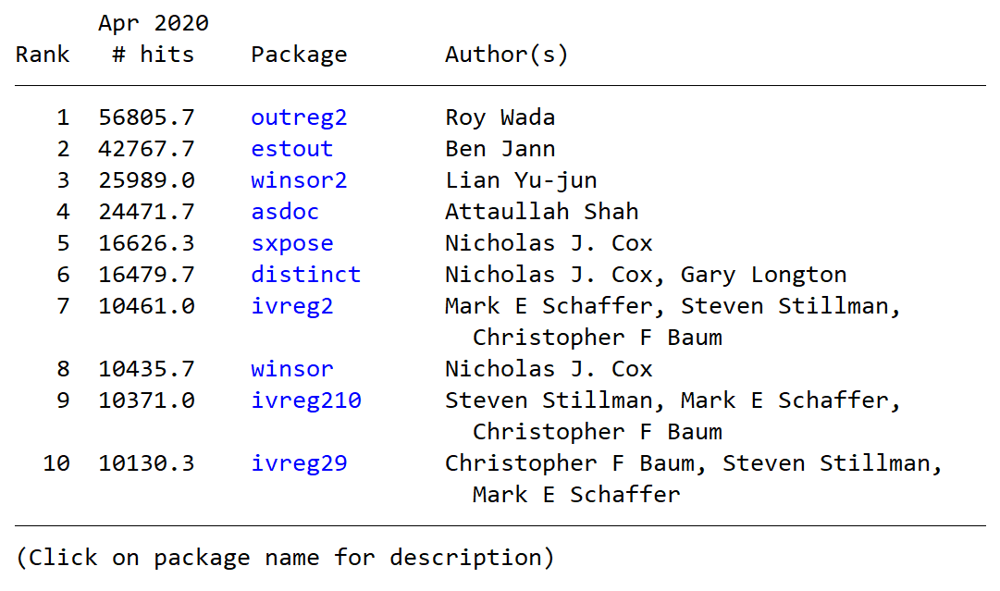 Apr 2020
Rank # hits Package Author(s)
1 56805.7 outreg2 Roy Wada
2 42767.7 estout Ben Jann
3 25989.0 winsor2 Lian Yu-jun
4 24471.7 asdoc Attaullah Shah
5 16626.3 sxpose Nicholas J. Cox
6 16479.7 distinct Nicholas J. Cox, Gary Longton
7 10461.0 ivreg2 Mark E Schaffer, Steven Stillman,
Christopher F Baum
8 10435.7 winsor Nicholas J. Cox
9 10371.0 ivreg210 Steven Stillman, Mark E Schaffer,
Christopher F Baum
10 10130.3 ivreg29 Christopher F Baum, Steven Stillman,
Mark E Schaffer
(Click on package name for description)